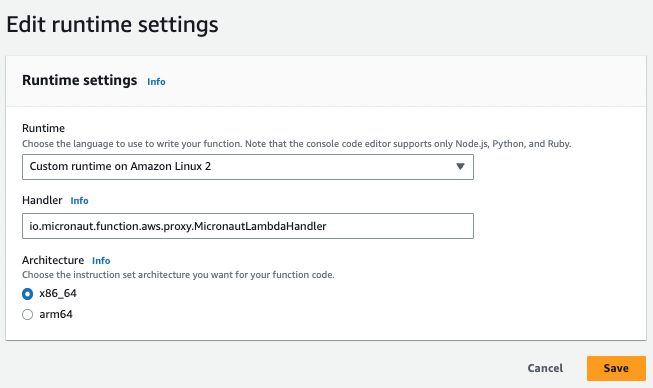 Edit runtime settings
Runtime settings Info
Runtime
Choose the language to use to write your function. Note that the console code editor supports only Node.js, Python, and Ruby.
Custom runtime on Amazon Linux 2
Handler Info
io.micronaut.function.aws.proxy.MicronautLambdaHandler
Architecture Info
Choose the instruction set architecture you want for your function code.
x86_64
arm64
Cancel Save